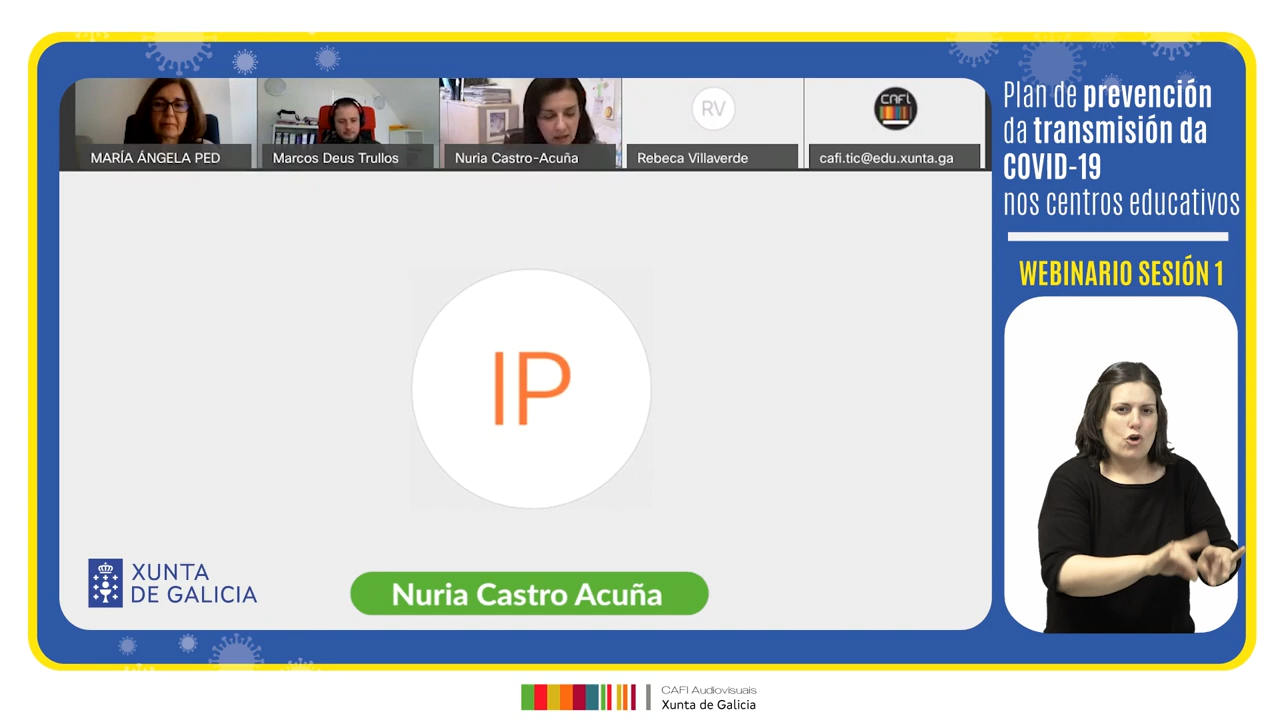 MARÍA ÁNGELA PED
Marcos Deus Trullos
Nuria Castro-Acuña
RV
Rebeca Villaverde
CAFI
cafi.tic@edu.xunta.ga
IP
XUNTA
DE GALICIA
Nuria Castro Acuña
Plan de prevención
da transmisión da
COVID-19
nos centros educativos
WEBINARIO SESIÓN 1
CAFI Audiovisuais
Xunta de Galicia